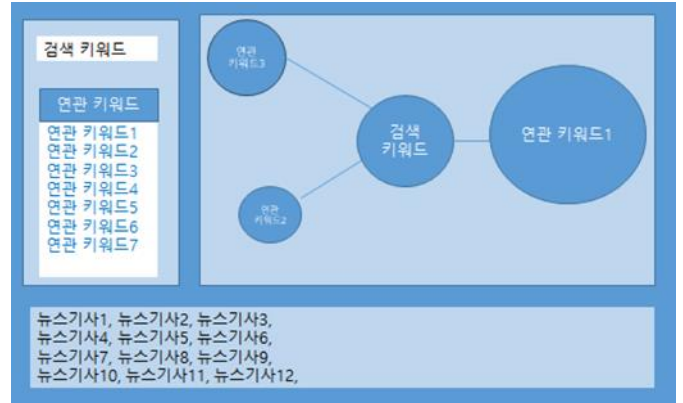 검색 키워드
연관 키워드
연관 키워드1
연관 키워드2
연관 키워드3
연관 키워드4
연관 키워드5
연관 키워드6
연관 키워드7
연관
키워드3
검색
키워드
연관 키워드1
연관
키워드2
뉴스기사1, 뉴스기사2, 뉴스기사3,
뉴스기사4, 뉴스기사5, 뉴스기사6,
뉴스기사7, 뉴스기사8, 뉴스기사9,
뉴스기사10, 뉴스기사11, 뉴스기사12,